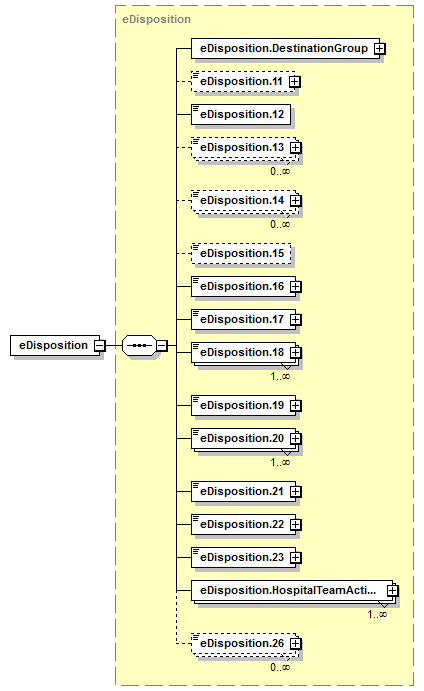 eDisposition
eDisposition.DestinationGroup
eDisposition.11
eDisposition.12
eDisposition.13
0..∞
eDisposition.14
0..∞
eDisposition.15
eDisposition.16
eDisposition.17
eDisposition
eDisposition.18
1..∞
eDisposition.19
eDisposition.20
1..∞
eDisposition.21
eDisposition.22
eDisposition.23
eDisposition.HospitalTeamActi...
1..∞
eDisposition.26
0..∞